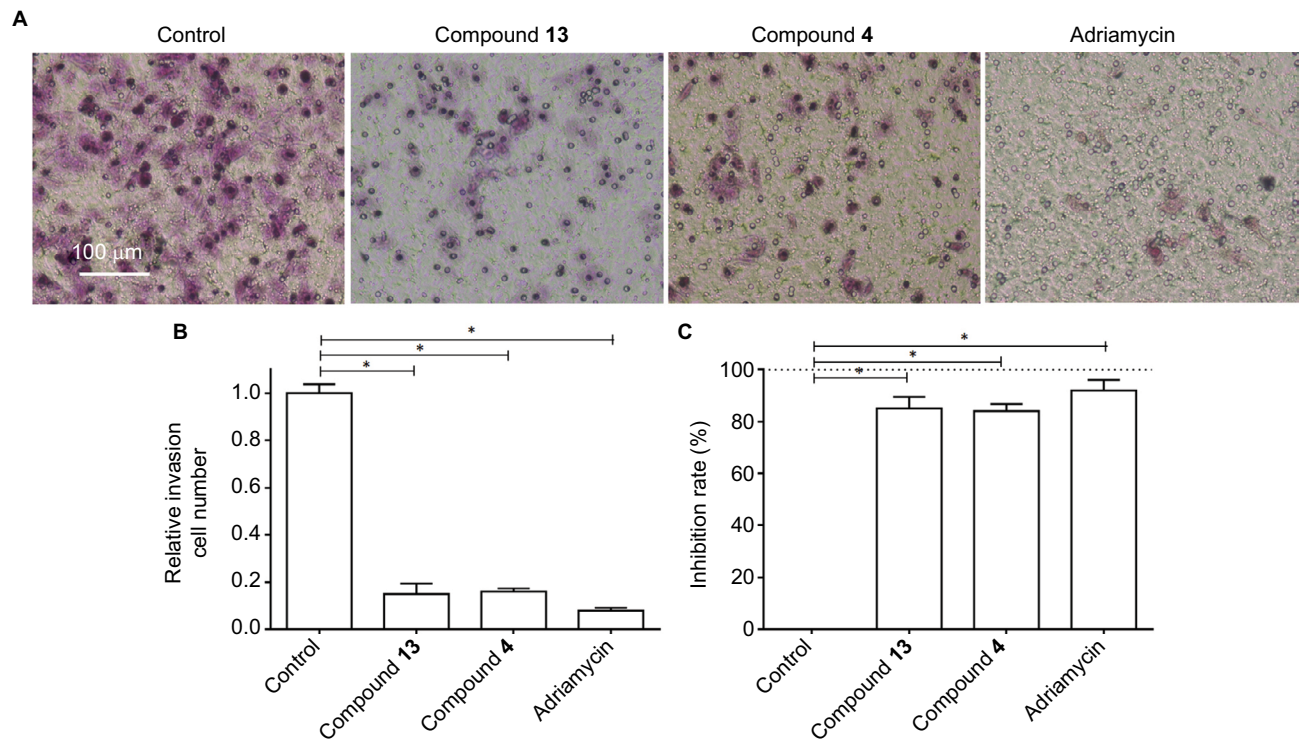 A
Control
Compound 13
Compound 4
Adriamycin
100 μm
B
*
*
*
Relative invasion
cell number
1.0
0.8
0.6
0.4
0.2
0.0
Control
Compound 13
Compound 4
Adriamycin
C
*
*
*
Inhibition rate (%)
100
80
60
40
20
0
Control
Compound 13
Compound 4
Adriamycin